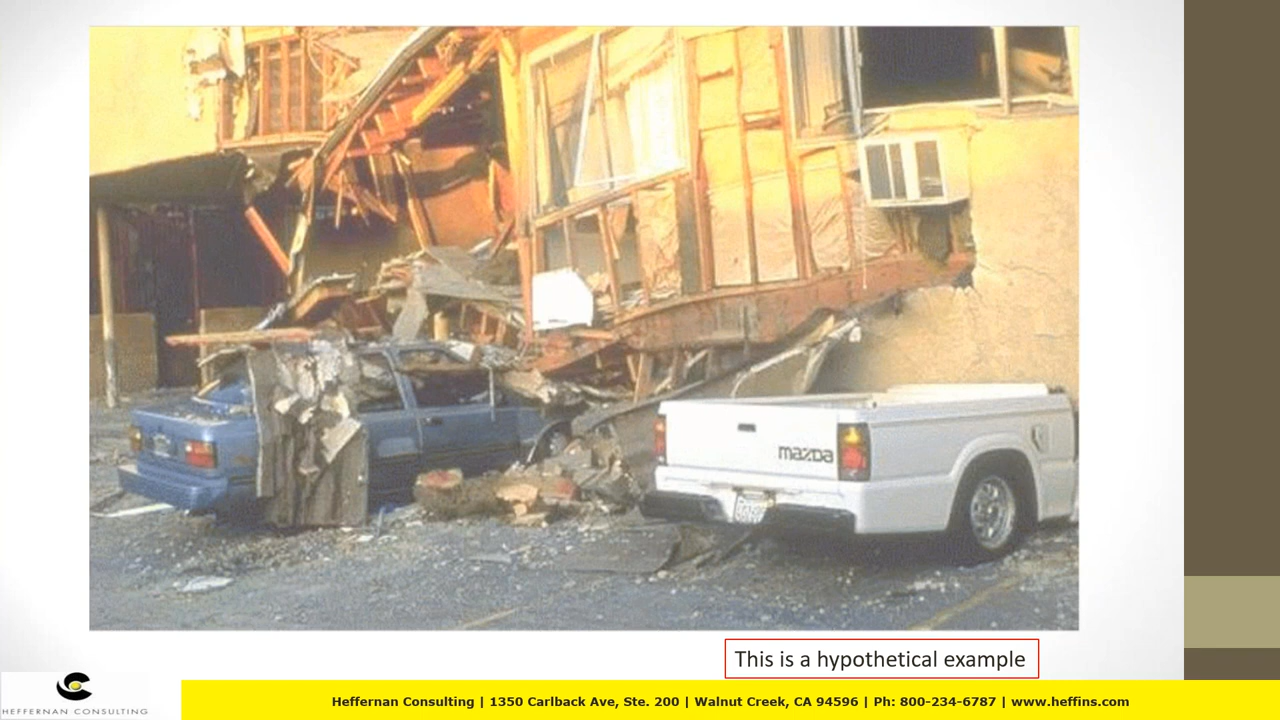 mazDa
This is a hypothetical example
HEFFERNAN CONSULTING
Heffernan Consulting | 1350 Carlback Ave, Ste. 200 | Walnut Creek, CA 94596 | Ph: 800-234-6787 | www.heffins.com